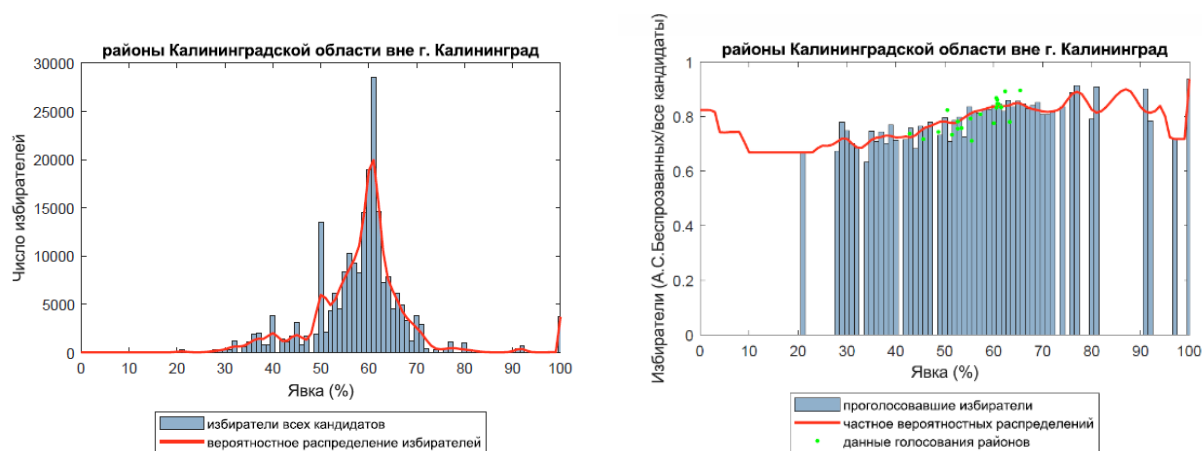 районы Калининградской области вне г. Калининград
Число избирателей
30000
25000
20000
15000
10000
5000
0
0 10 20 30 40 50 60 70 80 90 100
Явка (%)
избиратели всех кандидатов
вероятностное распределение избирателей
районы Калининградской области вне г. Калининград
Избиратели (А.С.Беспрозванных/все кандидаты)
1
0.8
0.6
0.4
0.2
0
0 10 20 30 40 50 60 70 80 90 100
Явка (%)
проголосовавшие избиратели
частное вероятностных распределений
данные голосования районов